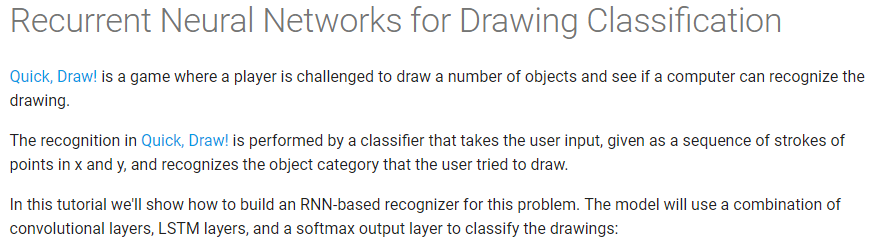 Recurrent Neural Networks for Drawing Classification
Quick, Draw! is a game where a player is challenged to draw a number of objects and see if a computer can recognize the
drawing.
The recognition in Quick, Draw! is performed by a classifier that takes the user input, given as a sequence of strokes of
points in x and y, and recognizes the object category that the user tried to draw.
In this tutorial we'll show how to build an RNN-based recognizer for this problem. The model will use a combination of
convolutional layers, LSTM layers, and a softmax output layer to classify the drawings: